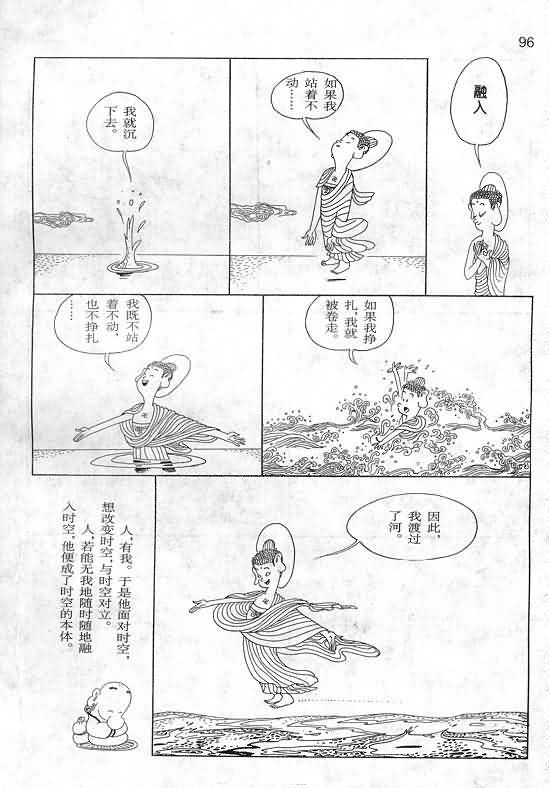 96
融入
如果我
站着不
动……
我就沉
下去。
如果我挣
扎,我就
被卷走。
我既不站
着不动,
也不挣扎
……
因此,
我渡过
了河。
人,有我。于是他面对时空,
想改变时空,与时空对立。
人,若能无我地随时随地融
入时空,他便成了时空的本体。